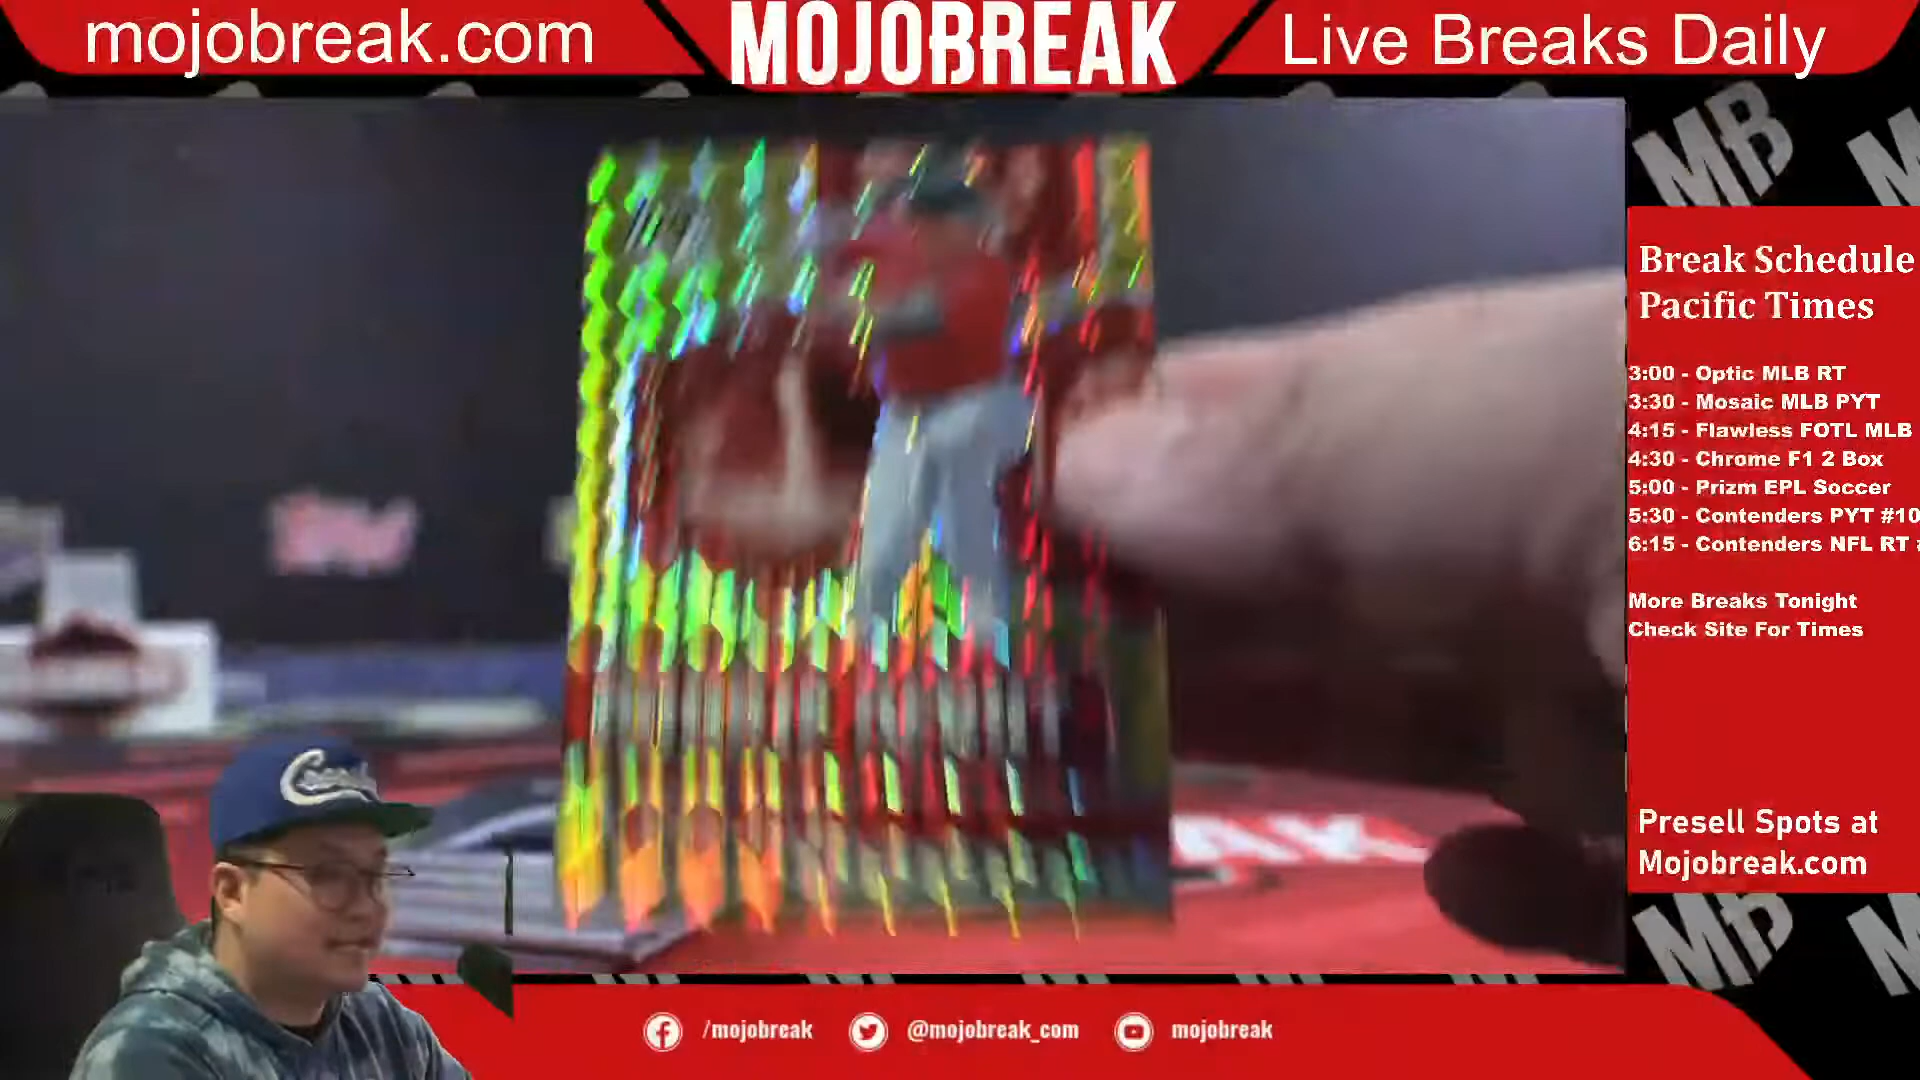 mojobreak.com
MOJOBREAK
Live Breaks Daily
MB
Break Schedule
Pacific Times
3:00 - Optic MLB RT
3:30 - Mosaic MLB PYT
4:15 - Flawless FOTL MLB
4:30 - Chrome F1 2 Box
5:00 - Prizm EPL Soccer
5:30 - Contenders PYT #10
6:15 - Contenders NFL RT
More Breaks Tonight
Check Site For Times
Presell Spots at
Mojobreak.com
MB
/mojobreak
@mojobreak_com
mojobreak